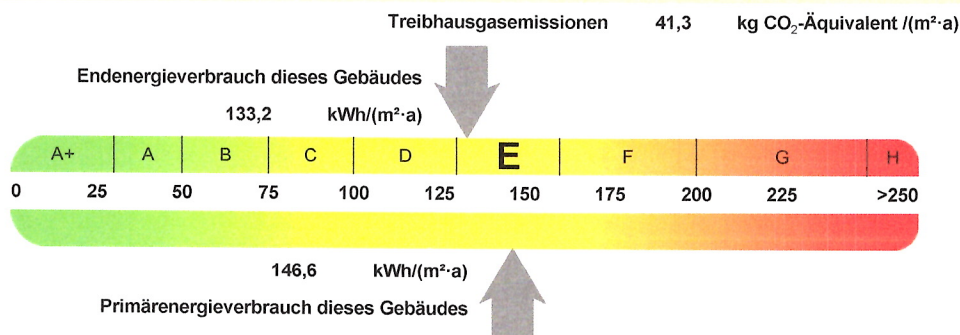 Treibhausgasemissionen 41,3 kg CO₂-Äquivalent /(m²·a)
Endenergieverbrauch dieses Gebäudes
133,2 kWh/(m²·a)
A+ A B C D E F G H
0 25 50 75 100 125 150 175 200 225 >250
146,6 kWh/(m²·a)
Primärenergieverbrauch dieses Gebäudes